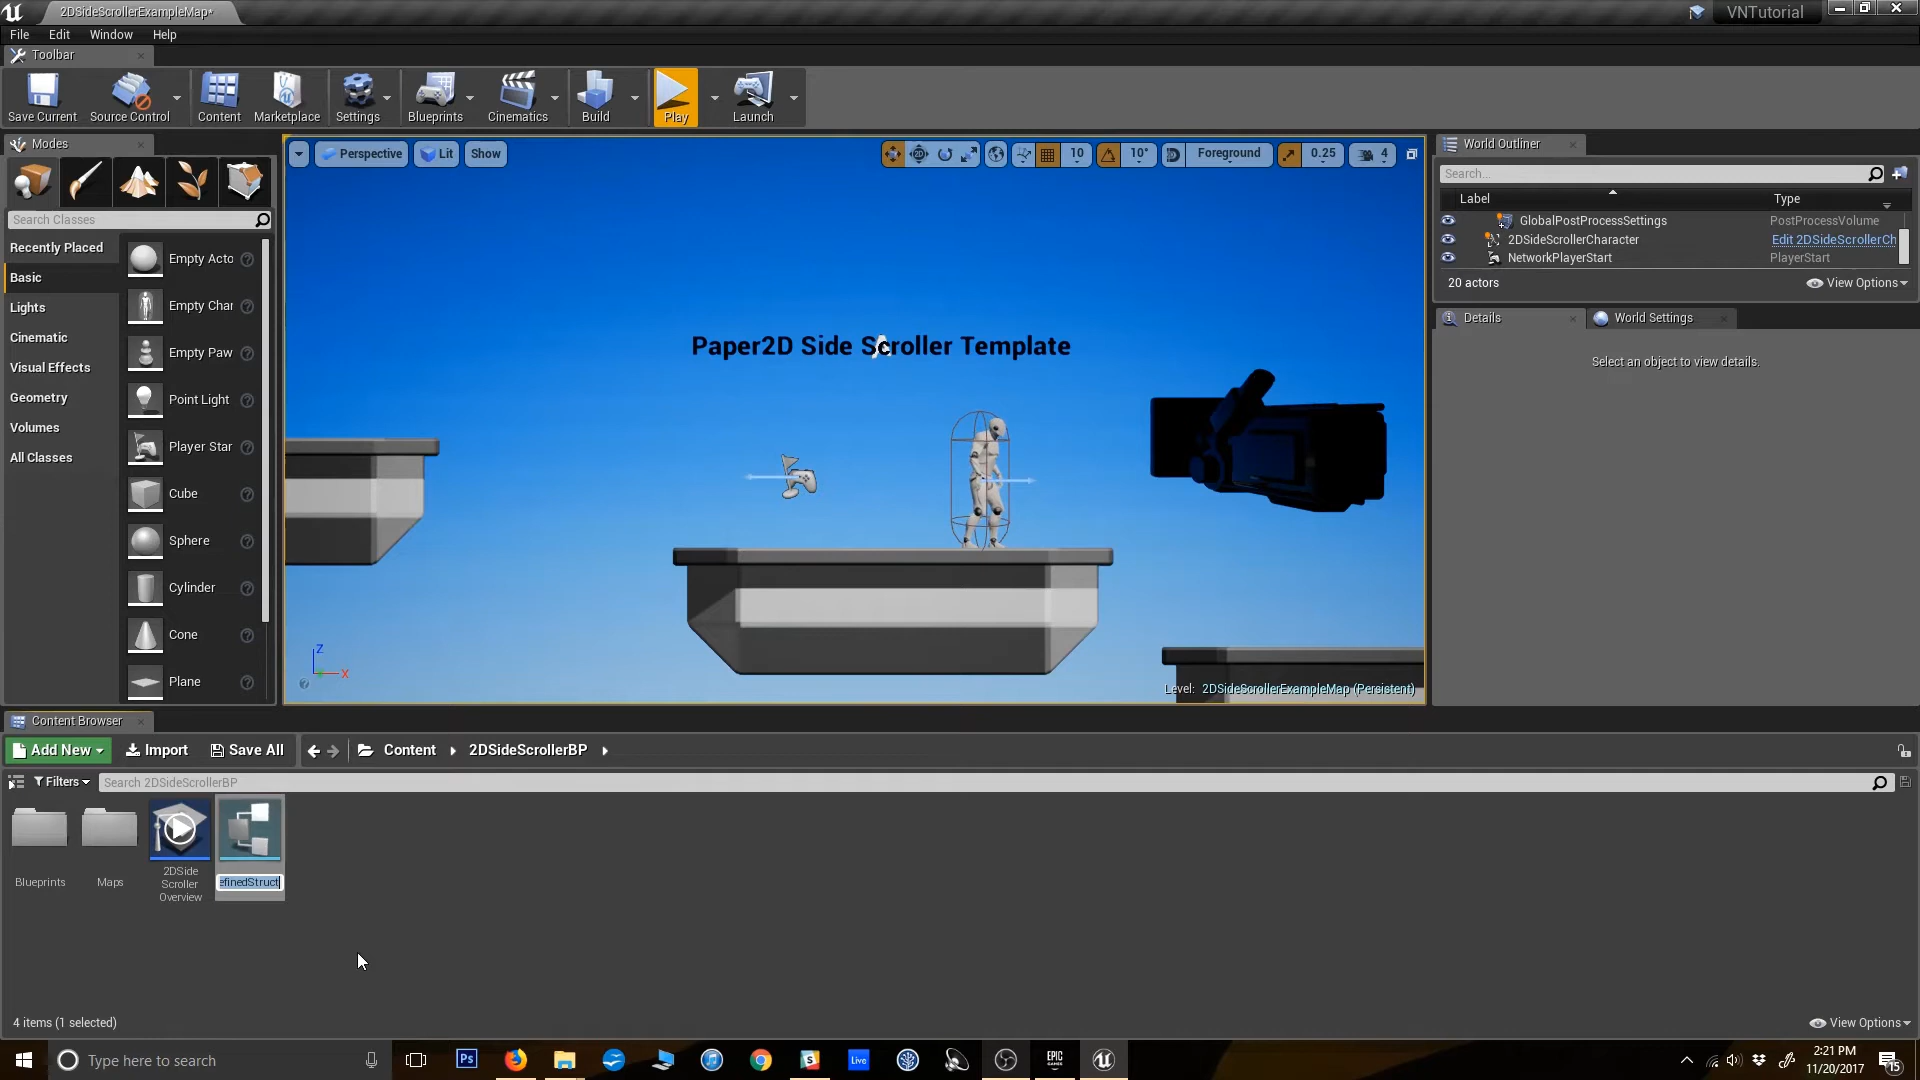 2DSideScrollerExampleMap*
VNTutorial
File Edit Window Help
Toolbar
Save Current Source Control Content Marketplace Settings Blueprints Cinematics Build Play Launch
Modes
Search Classes
Recently Placed
Basic
Lights
Cinematic
Visual Effects
Geometry
Volumes
All Classes
Empty Acto
Empty Char
Empty Paw
Point Light
Player Star
Cube
Sphere
Cylinder
Cone
Plane
Perspective Lit Show
10 10° Foreground 0.25 4
Paper2D Side Scroller Template
Z
X
Level: 2DSideScrollerExampleMap (Persistent)
World Outliner
Search...
Label Type
GlobalPostProcessSettings PostProcessVolume
2DSideScrollerCharacter Edit 2DSideScrollerCh
NetworkPlayerStart PlayerStart
20 actors View Options
Details World Settings
Select an object to view details.
Content Browser
Add New Import Save All Content 2DSideScrollerBP
Filters Search 2DSideScrollerBP
Blueprints
Maps
2DSide
Scroller
Overview
efinedStruct
4 items (1 selected) View Options
Type here to search
Ps
S
Live
EPIC
GAMES
2:21 PM
11/20/2017
15